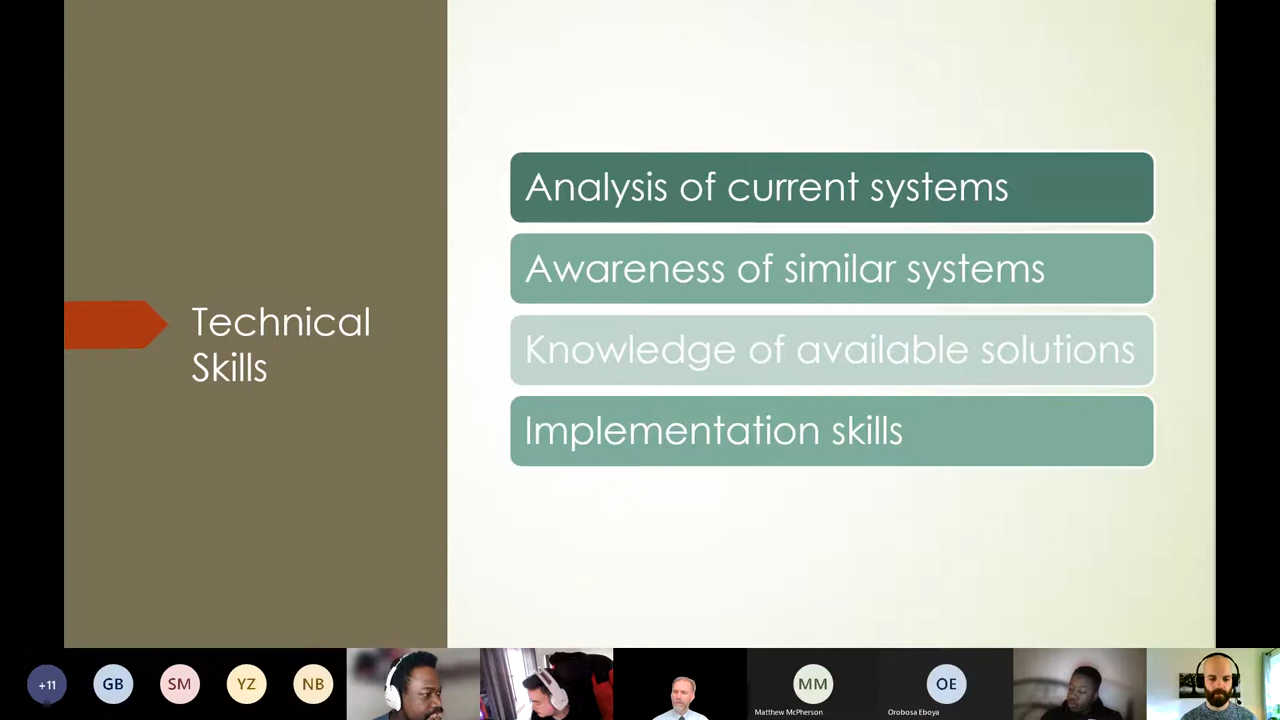 Technical
Skills
Analysis of current systems
Awareness of similar systems
Knowledge of available solutions
Implementation skills
+11
GB
SM
YZ
NB
MM
Matthew McPherson
OE
Orobosa Eboya